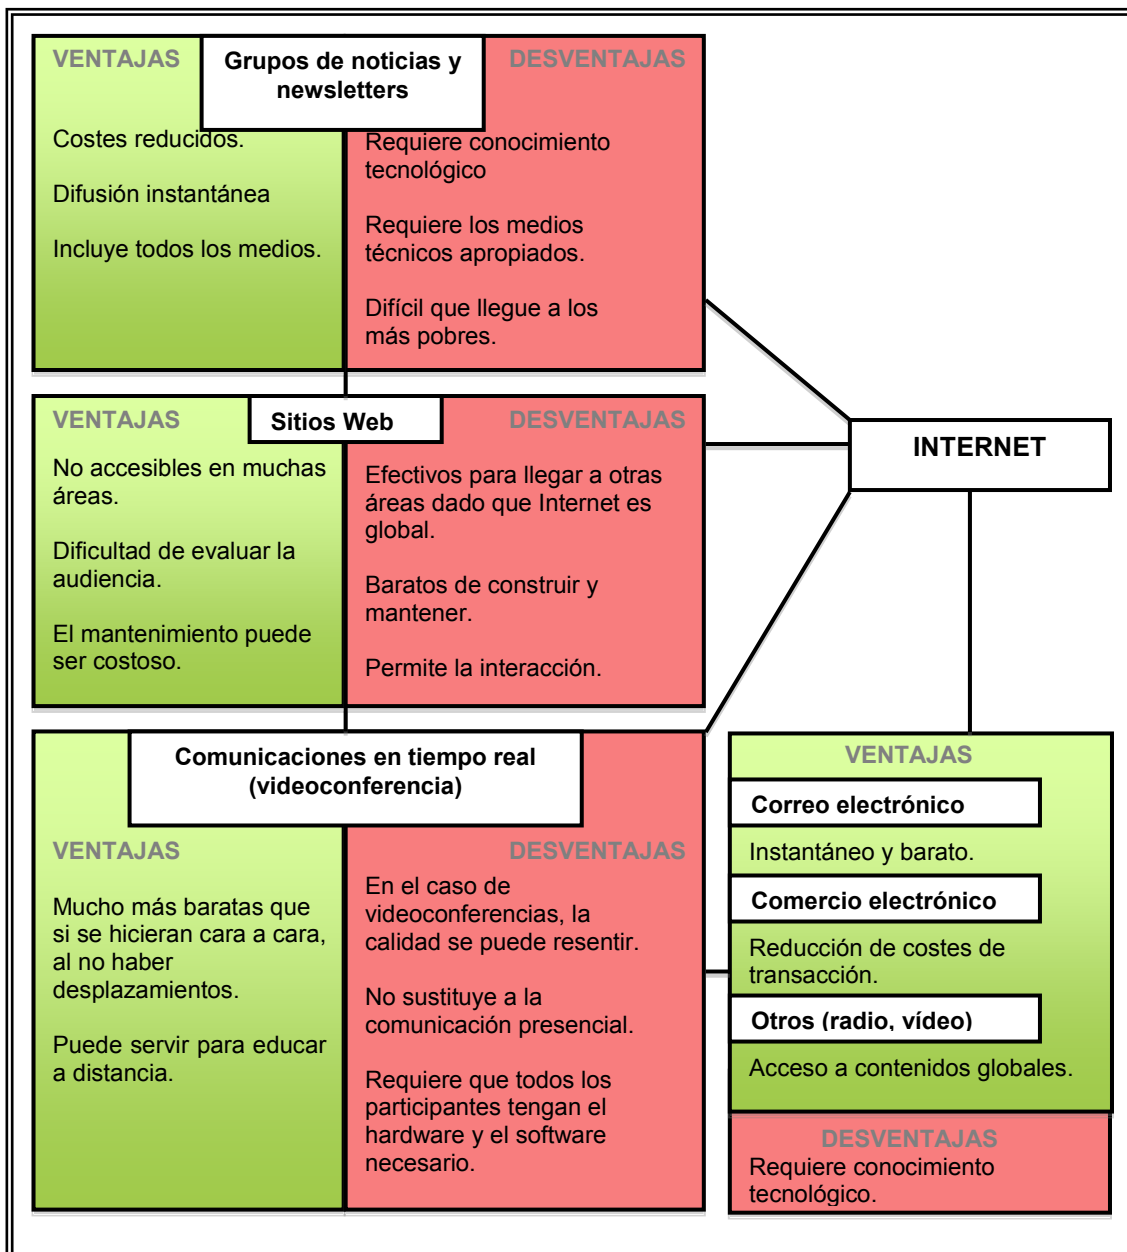 VENTAJAS
Grupos de noticias y
newsletters
DESVENTAJAS
Costes reducidos.
Difusión instantánea
Incluye todos los medios.
Requiere conocimiento
tecnológico
Requiere los medios
técnicos apropiados.
Difícil que llegue a los
más pobres.
VENTAJAS
Sitios Web
DESVENTAJAS
No accesibles en muchas
áreas.
Dificultad de evaluar la
audiencia.
El mantenimiento puede
ser costoso.
Efectivos para llegar a otras
áreas dado que Internet es
global.
Baratos de construir y
mantener.
Permite la interacción.
INTERNET
Comunicaciones en tiempo real
(videoconferencia)
VENTAJAS
DESVENTAJAS
Mucho más baratas que
si se hicieran cara a cara,
al no haber
desplazamientos.
Puede servir para educar
a distancia.
En el caso de
videoconferencias, la
calidad se puede resentir.
No sustituye a la
comunicación presencial.
Requiere que todos los
participantes tengan el
hardware y el software
necesario.
VENTAJAS
Correo electrónico
Instantáneo y barato.
Comercio electrónico
Reducción de costes de
transacción.
Otros (radio, vídeo)
Acceso a contenidos globales.
DESVENTAJAS
Requiere conocimiento
tecnológico.